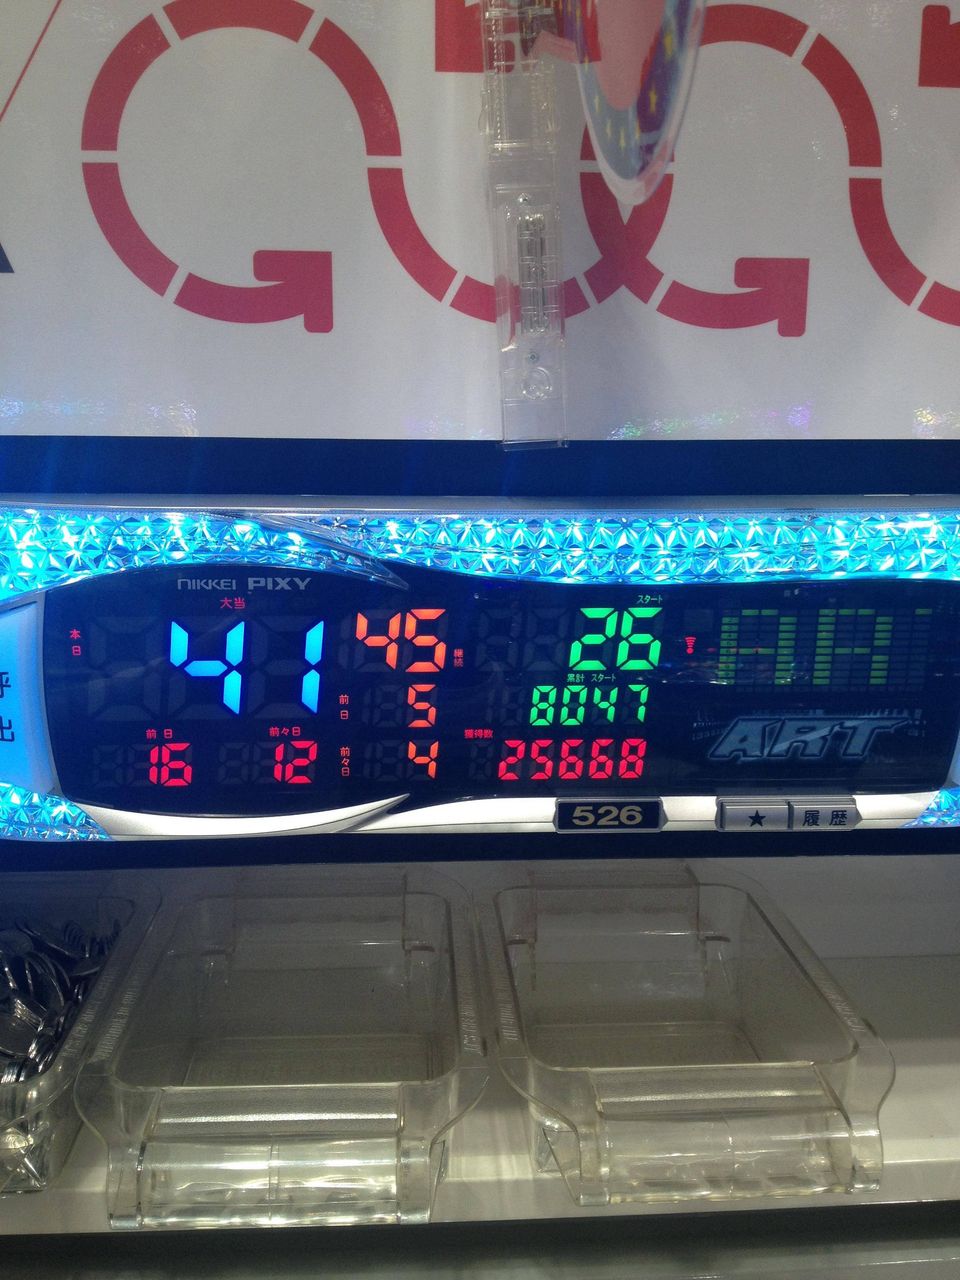 NIKKEI PIXY
大当
スタート
本日
41
45
継続
26
累計 スタート
前日
5
8047
前日
前々日
獲得数
16
12
前々日
4
25668
ART
呼出
526
★
履歴